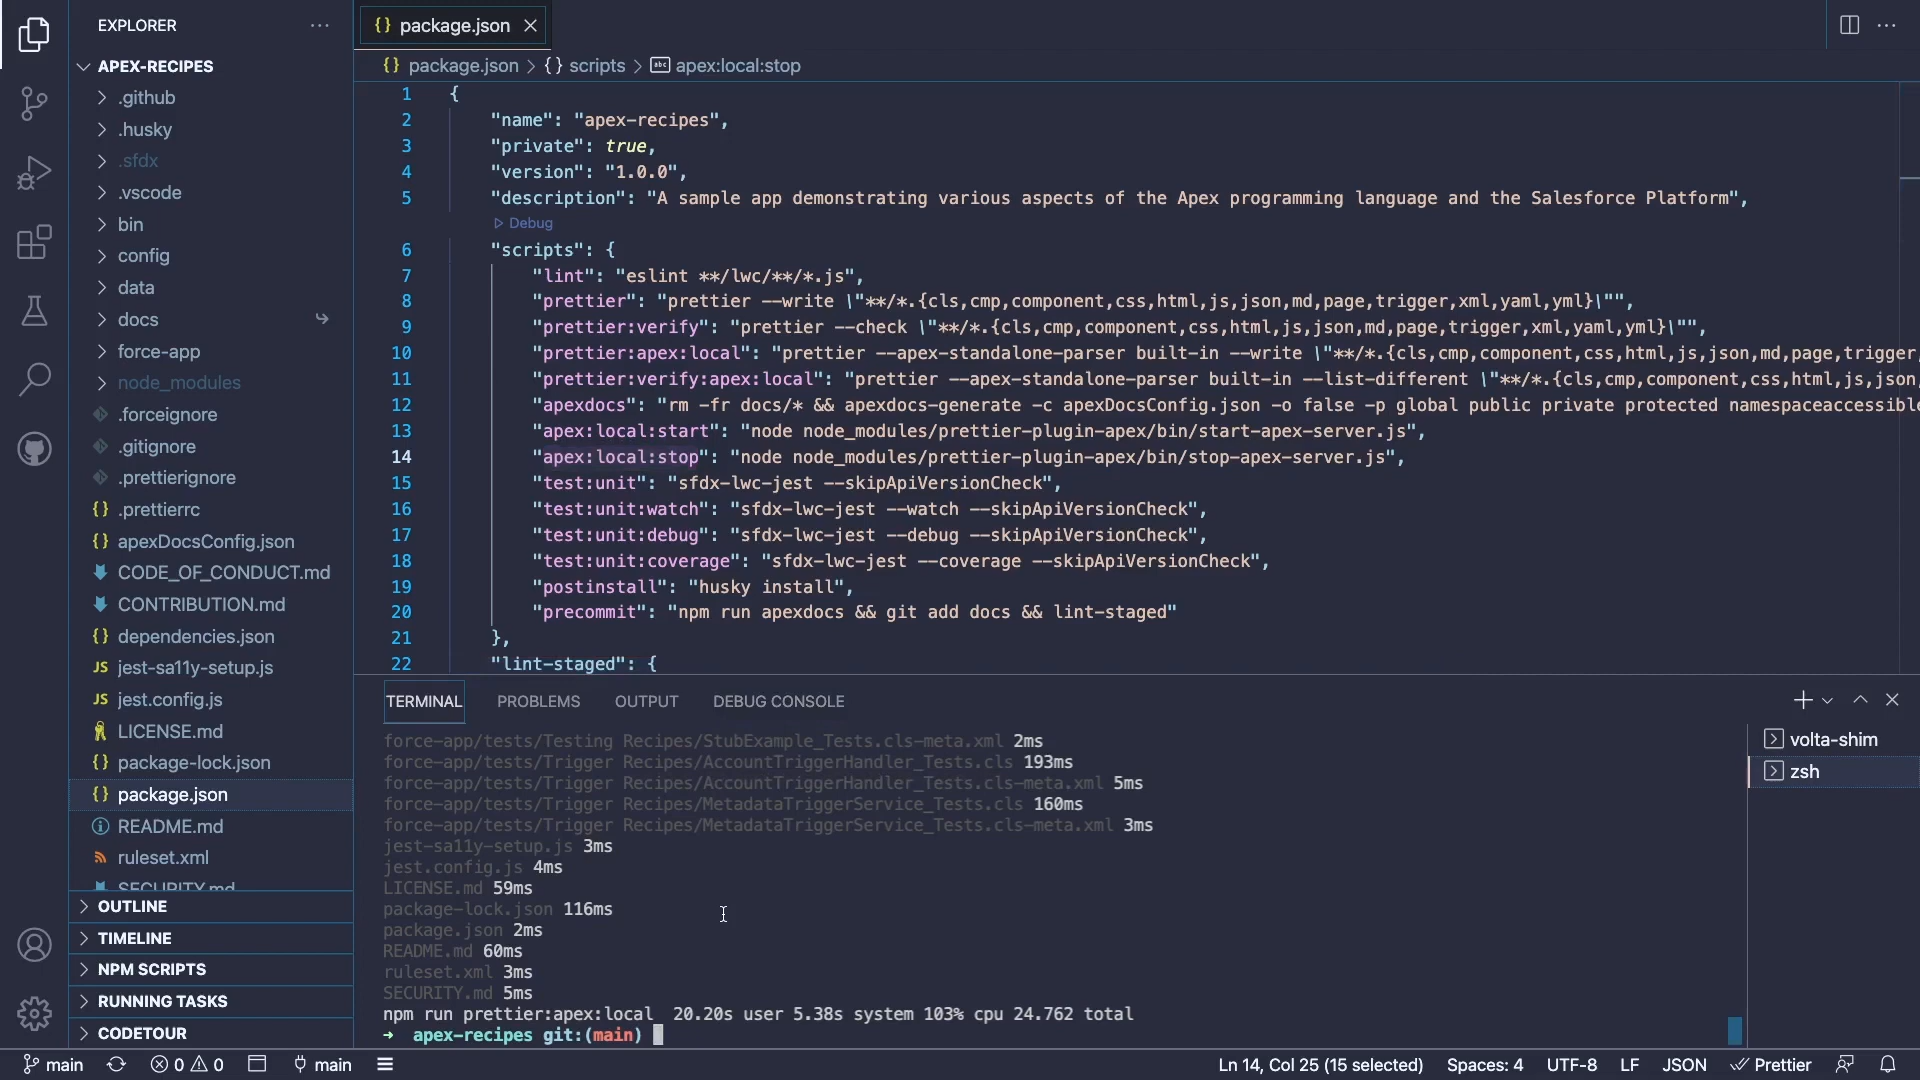 EXPLORER
APEX-RECIPES
.github
.husky
.sfdx
.vscode
bin
config
data
docs
force-app
node_modules
.forceignore
.gitignore
.prettierignore
{} .prettierrc
{} apexDocsConfig.json
CODE_OF_CONDUCT.md
CONTRIBUTION.md
{} dependencies.json
JS jest-sa11y-setup.js
JS jest.config.js
LICENSE.md
{} package-lock.json
{} package.json
README.md
ruleset.xml
SECURITY.md
OUTLINE
TIMELINE
NPM SCRIPTS
RUNNING TASKS
CODETOUR
{} package.json
{} package.json > {} scripts > abc apex:local:stop
1 {
2 "name": "apex-recipes",
3 "private": true,
4 "version": "1.0.0",
5 "description": "A sample app demonstrating various aspects of the Apex programming language and the Salesforce Platform",
Debug
6 "scripts": {
7 "lint": "eslint **/lwc/**/*.js",
8 "prettier": "prettier --write \"**/*.{cls,cmp,component,css,html,js,json,md,page,trigger,xml,yaml,yml}\"",
9 "prettier:verify": "prettier --check \"**/*.{cls,cmp,component,css,html,js,json,md,page,trigger,xml,yaml,yml}\"",
10 "prettier:apex:local": "prettier --apex-standalone-parser built-in --write \"**/*.{cls,cmp,component,css,html,js,json,md,page,trigger,
11 "prettier:verify:apex:local": "prettier --apex-standalone-parser built-in --list-different \"**/*.{cls,cmp,component,css,html,js,json,
12 "apexdocs": "rm -fr docs/* && apexdocs-generate -c apexDocsConfig.json -o false -p global public private protected namespaceaccessible
13 "apex:local:start": "node node_modules/prettier-plugin-apex/bin/start-apex-server.js",
14 "apex:local:stop": "node node_modules/prettier-plugin-apex/bin/stop-apex-server.js",
15 "test:unit": "sfdx-lwc-jest --skipApiVersionCheck",
16 "test:unit:watch": "sfdx-lwc-jest --watch --skipApiVersionCheck",
17 "test:unit:debug": "sfdx-lwc-jest --debug --skipApiVersionCheck",
18 "test:unit:coverage": "sfdx-lwc-jest --coverage --skipApiVersionCheck",
19 "postinstall": "husky install",
20 "precommit": "npm run apexdocs && git add docs && lint-staged"
21 },
22 "lint-staged": {
TERMINAL PROBLEMS OUTPUT DEBUG CONSOLE
force-app/tests/Testing Recipes/StubExample_Tests.cls-meta.xml 2ms
force-app/tests/Trigger Recipes/AccountTriggerHandler_Tests.cls 193ms
force-app/tests/Trigger Recipes/AccountTriggerHandler_Tests.cls-meta.xml 5ms
force-app/tests/Trigger Recipes/MetadataTriggerService_Tests.cls 160ms
force-app/tests/Trigger Recipes/MetadataTriggerService_Tests.cls-meta.xml 3ms
jest-sa11y-setup.js 3ms
jest.config.js 4ms
LICENSE.md 59ms
package-lock.json 116ms
package.json 2ms
README.md 60ms
ruleset.xml 3ms
SECURITY.md 5ms
npm run prettier:apex:local 20.20s user 5.38s system 103% cpu 24.762 total
➜ apex-recipes git:(main)
volta-shim
zsh
main 0 0 main Ln 14, Col 25 (15 selected) Spaces: 4 UTF-8 LF JSON Prettier